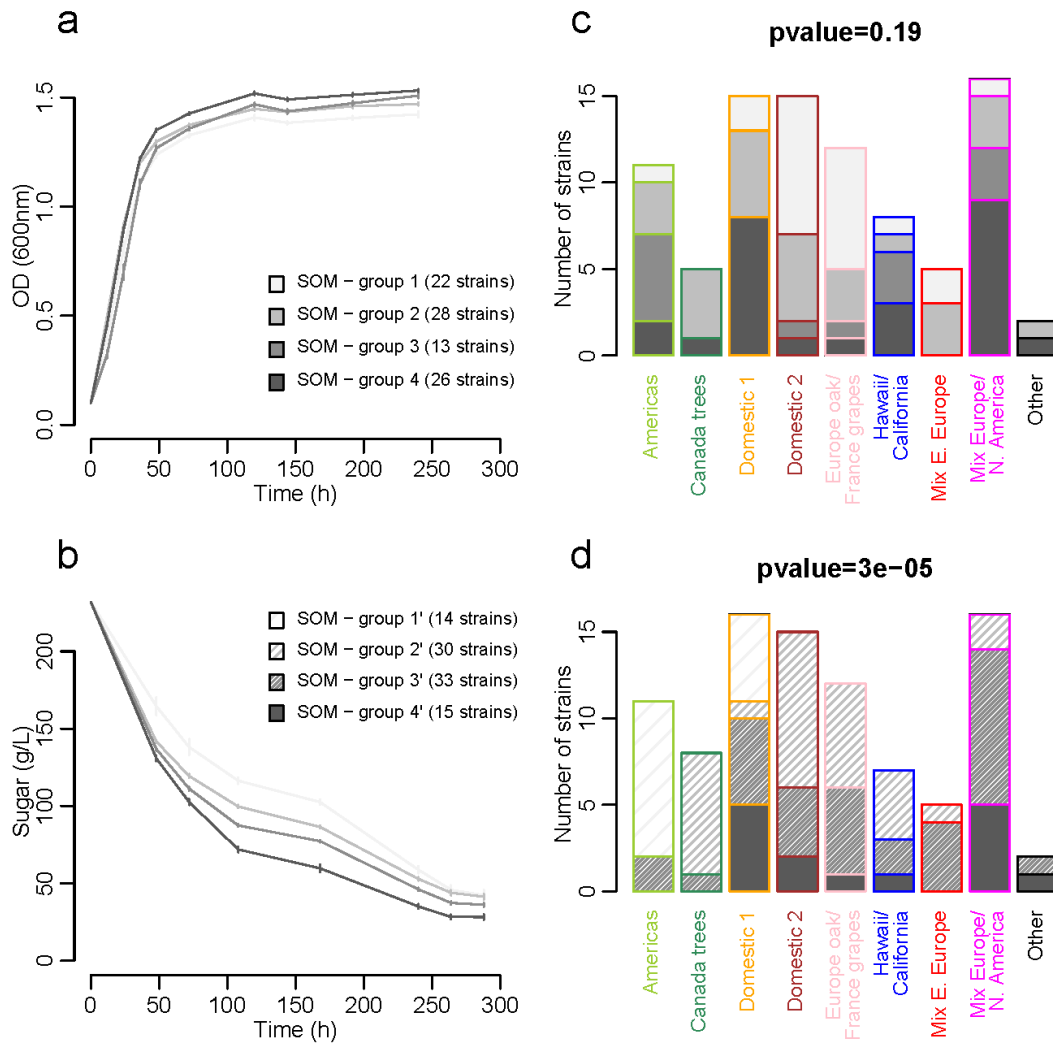 a
OD (600nm)
1.5
1.0
0.5
0.0
SOM – group 1 (22 strains)
SOM – group 2 (28 strains)
SOM – group 3 (13 strains)
SOM – group 4 (26 strains)
0 50 100 150 200 250 300
Time (h)
c
pvalue=0.19
Number of strains
15
10
5
0
Americas
Canada trees
Domestic 1
Domestic 2
Europe oak/
France grapes
Hawaii/
California
Mix E. Europe
Mix Europe/
N. America
Other
b
Sugar (g/L)
200
150
100
50
0
SOM – group 1' (14 strains)
SOM – group 2' (30 strains)
SOM – group 3' (33 strains)
SOM – group 4' (15 strains)
0 50 100 150 200 250 300
Time (h)
d
pvalue=3e−05
Number of strains
15
10
5
0
Americas
Canada trees
Domestic 1
Domestic 2
Europe oak/
France grapes
Hawaii/
California
Mix E. Europe
Mix Europe/
N. America
Other